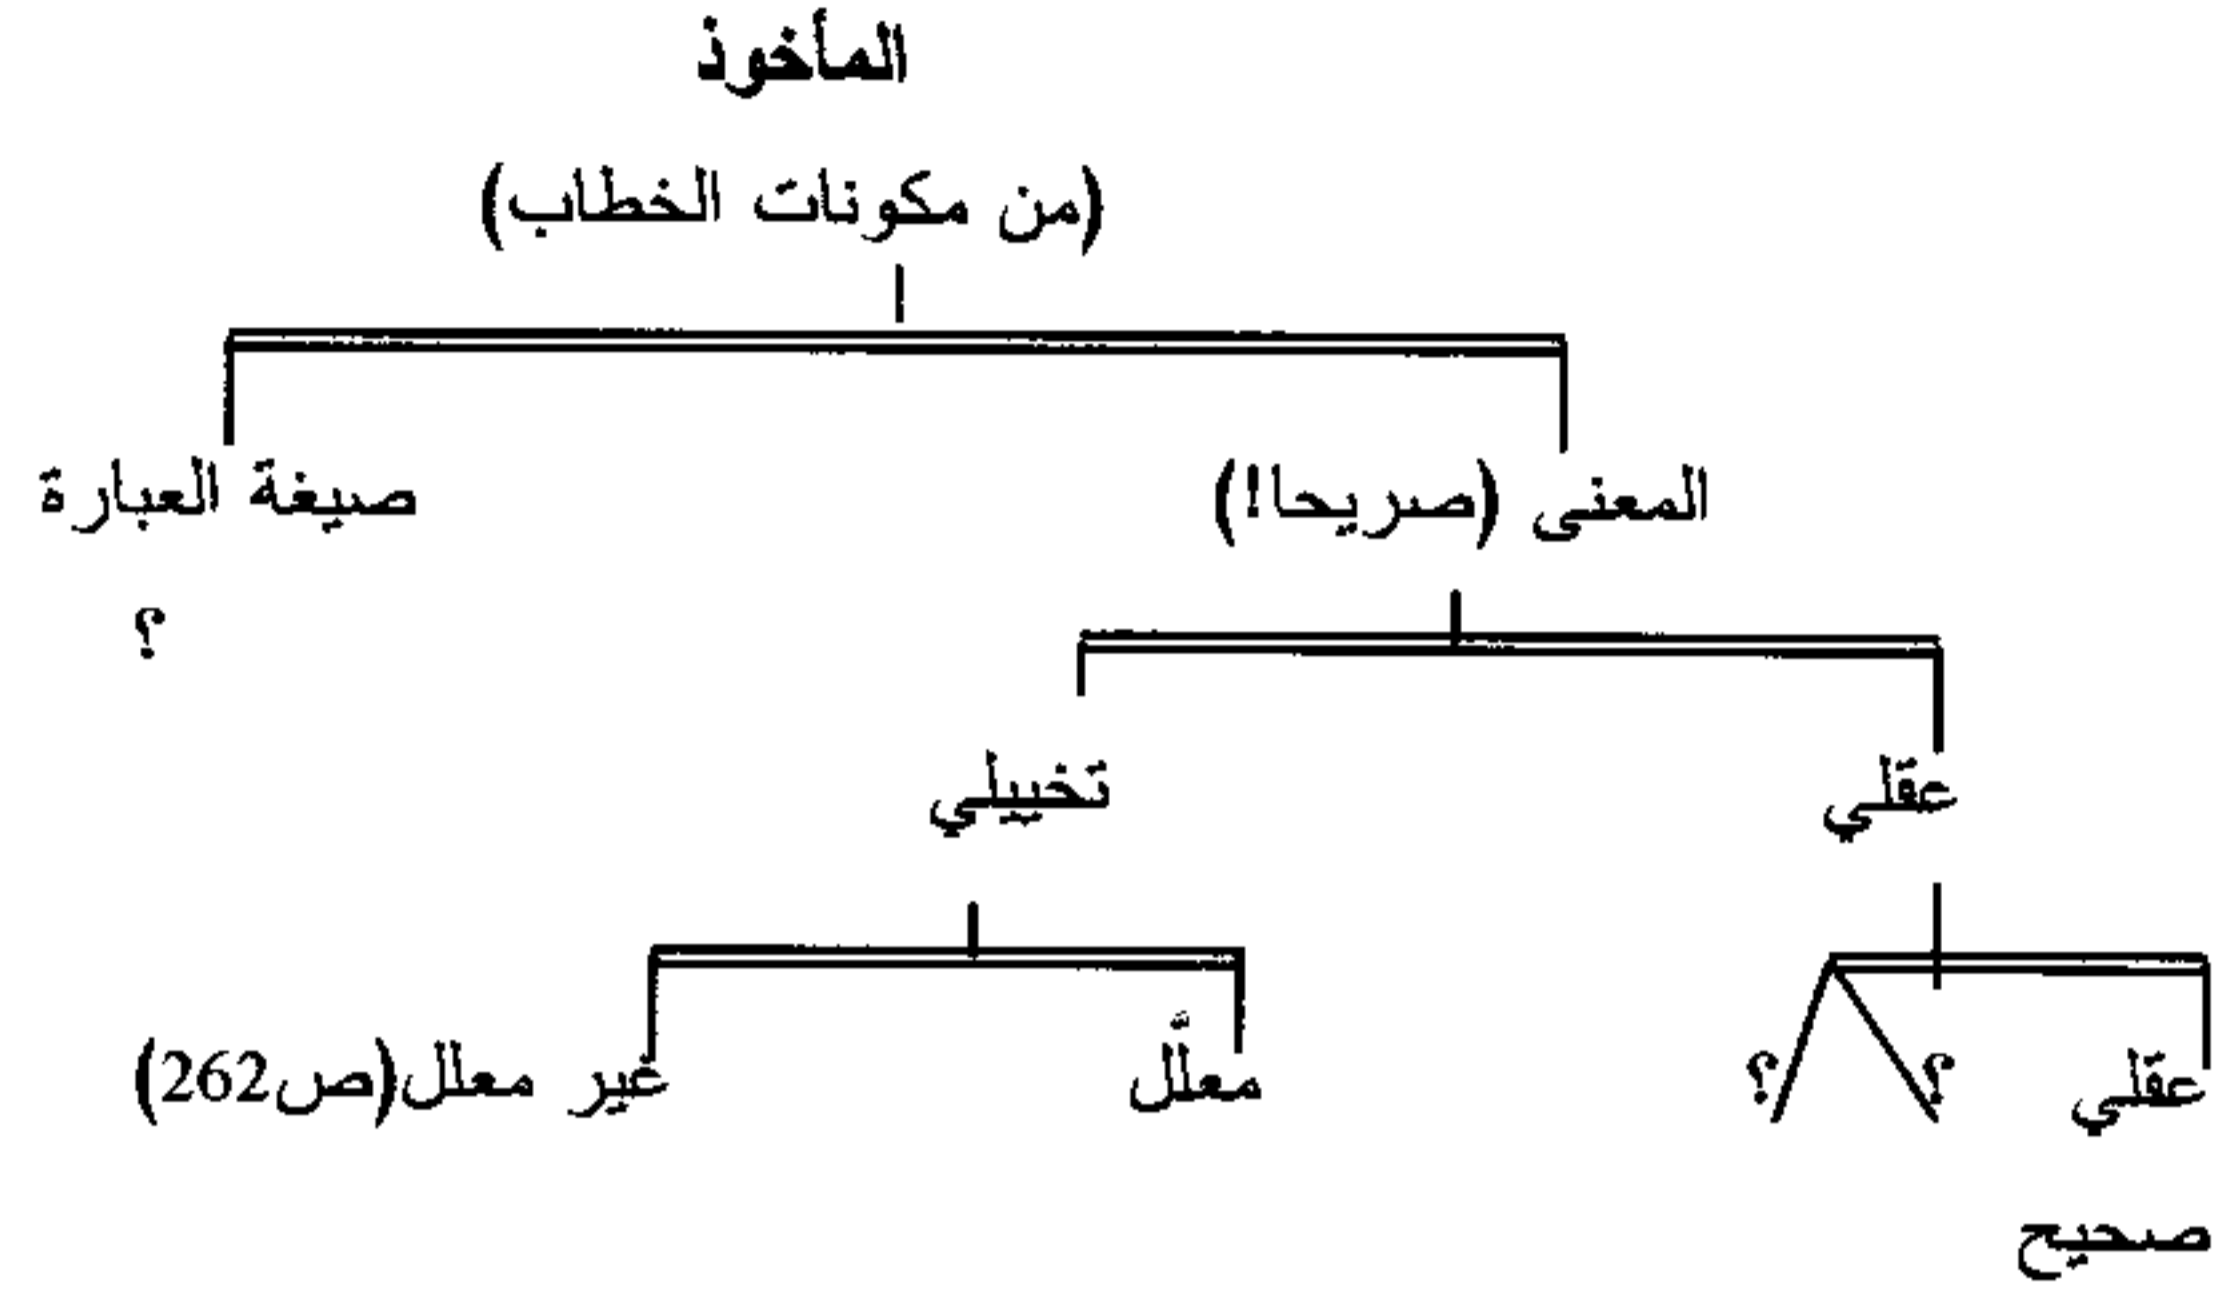 المأخوذ
(من مكونات الخطاب)
المعنى (صريحا!) صيغة العبارة
؟
عقلي تخييلي
عقلي ؟ ؟ معلَّل غير معلل(ص262)
صحيح